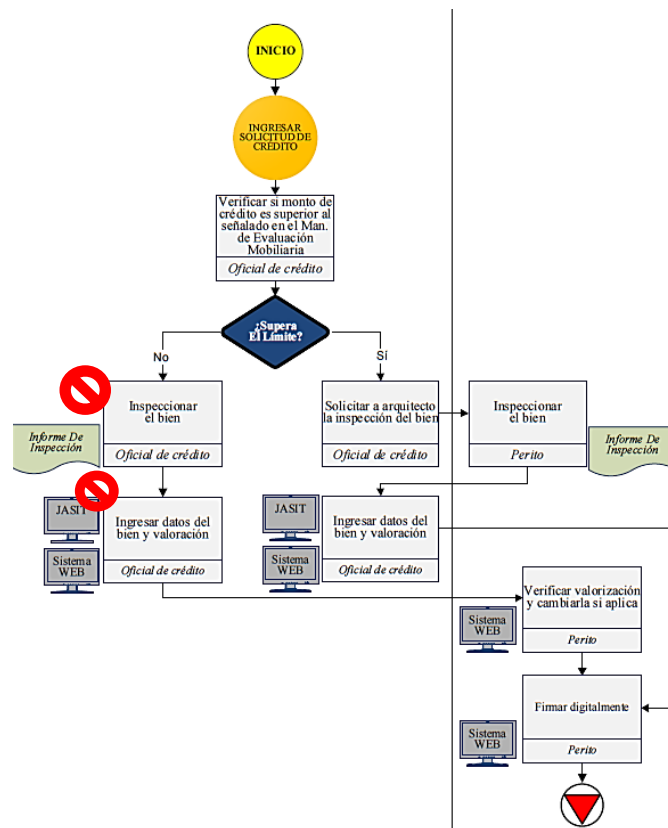 INICIO
INGRESAR
SOLICITUD DE
CRÉDITO
Verificar si monto de
crédito es superior al
señalado en el Man.
de Evaluación
Mobiliaria
Oficial de crédito
¿Supera
El Límite?
No
Sí
Inspeccionar
el bien
Oficial de crédito
Informe De
Inspección
Solicitar a arquitecto
la inspección del bien
Oficial de crédito
Inspeccionar
el bien
Perito
Informe De
Inspección
JASIT
Sistema
WEB
Ingresar datos del
bien y valoración
Oficial de crédito
JASIT
Sistema
WEB
Ingresar datos del
bien y valoración
Oficial de crédito
Sistema
WEB
Verificar valorización
y cambiarla si aplica
Perito
Sistema
WEB
Firmar digitalmente
Perito